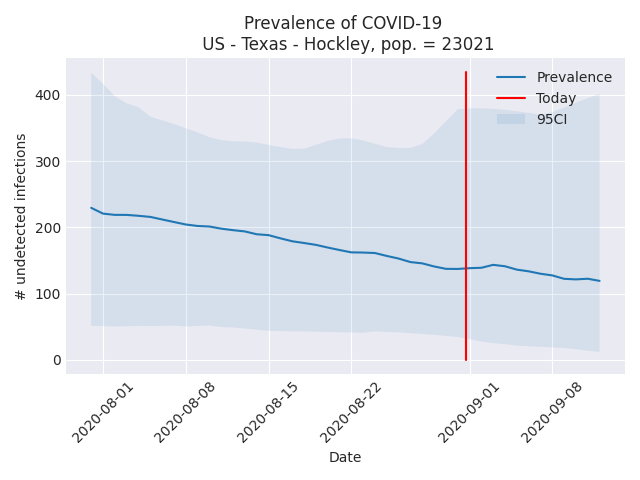 Prevalence of COVID-19
US - Texas - Hockley, pop. = 23021
Prevalence
Today
95CI
# undetected infections
400
300
200
100
0
2020-08-01
2020-08-08
2020-08-15
2020-08-22
2020-09-01
2020-09-08
Date